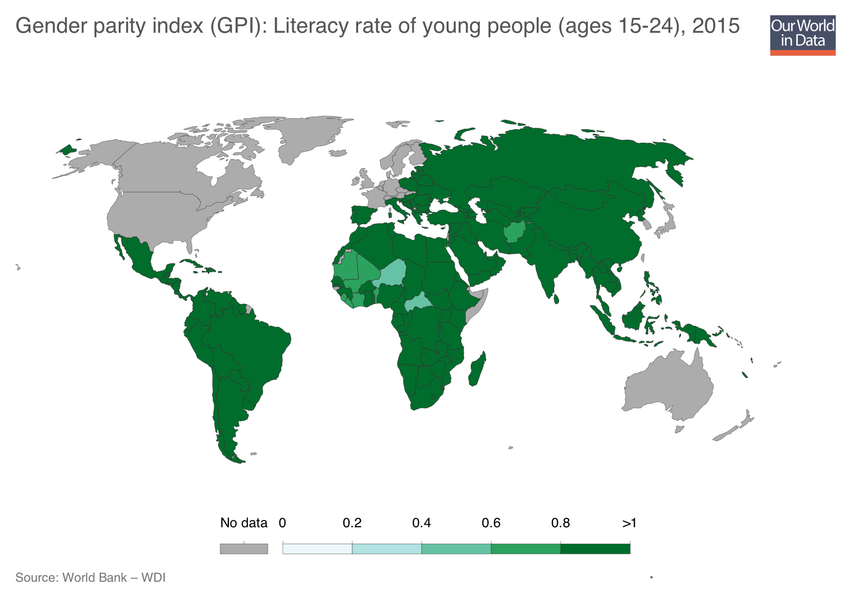 Gender parity index (GPI): Literacy rate of young people (ages 15-24), 2015
Our World
in Data
No data 0 0.2 0.4 0.6 0.8 >1
Source: World Bank – WDI